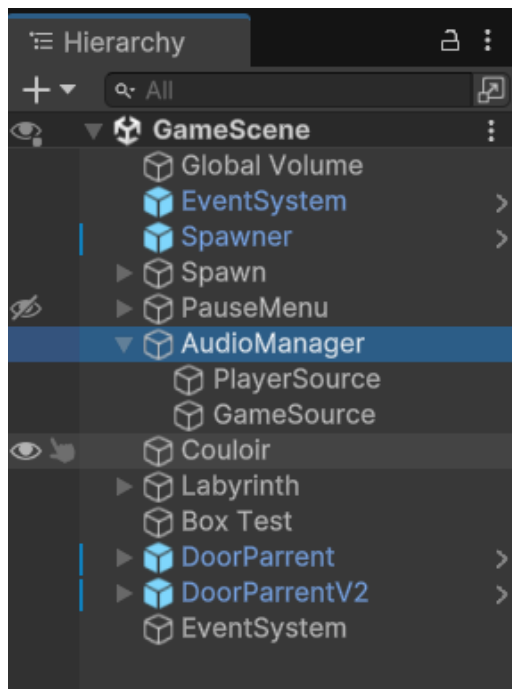 Hierarchy
All
GameScene
Global Volume
EventSystem
Spawner
Spawn
PauseMenu
AudioManager
PlayerSource
GameSource
Couloir
Labyrinth
Box Test
DoorParrent
DoorParrentV2
EventSystem